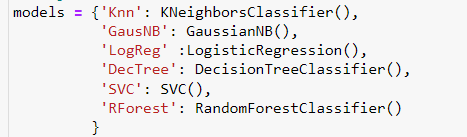 models = {'Knn': KNeighborsClassifier(),
'GausNB': GaussianNB(),
'LogReg' :LogisticRegression(),
'DecTree': DecisionTreeClassifier(),
'SVC': SVC(),
'RForest': RandomForestClassifier()
}